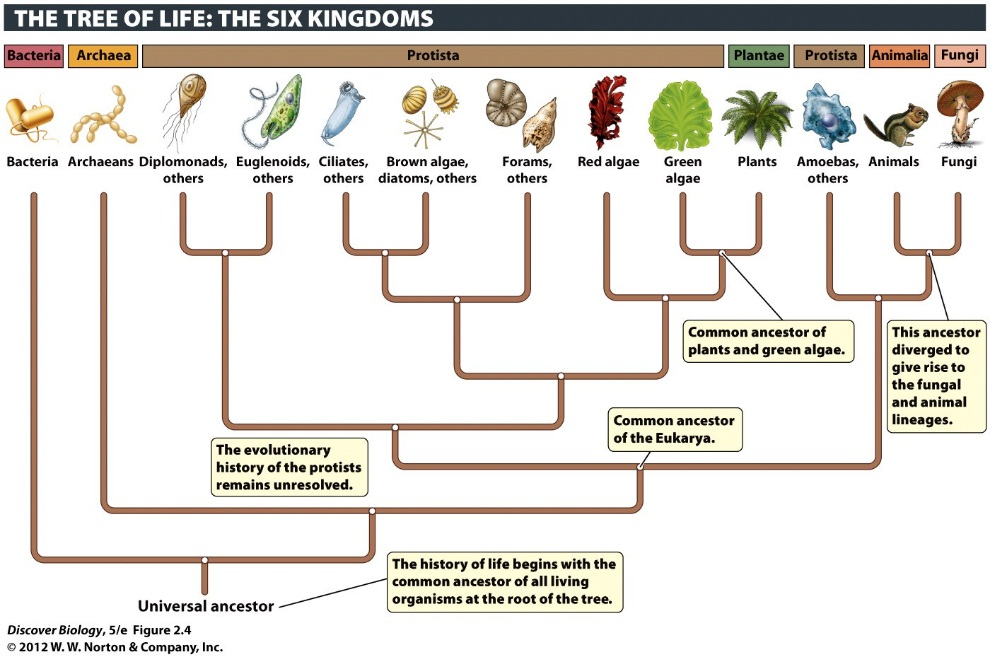 THE TREE OF LIFE: THE SIX KINGDOMS
Bacteria Archaea Protista Plantae Protista Animalia Fungi
Bacteria
Archaeans
Diplomonads,
others
Euglenoids,
others
Ciliates,
others
Brown algae,
diatoms, others
Forams,
others
Red algae
Green
algae
Plants
Amoebas,
others
Animals
Fungi
Common ancestor of
plants and green algae.
This ancestor
diverged to
give rise to
the fungal
and animal
lineages.
Common ancestor
of the Eukarya.
The evolutionary
history of the protists
remains unresolved.
The history of life begins with the
common ancestor of all living
organisms at the root of the tree.
Universal ancestor
Discover Biology, 5/e Figure 2.4
© 2012 W. W. Norton & Company, Inc.